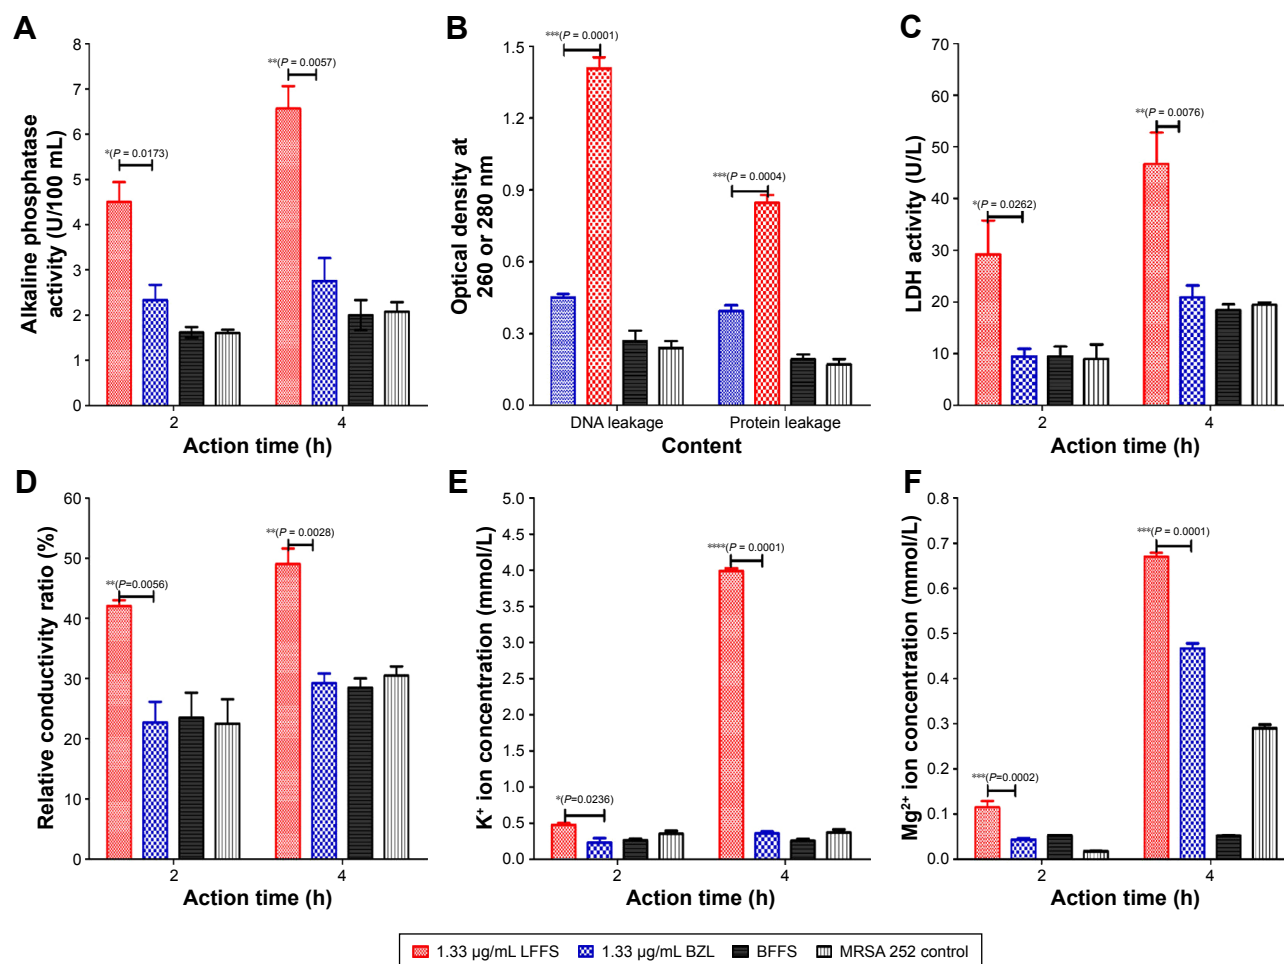 A
Alkaline phosphatase
activity (U/100 mL)
8
7
6
5
4
3
2
1
0
*(P = 0.0173)
**(P = 0.0057)
2
4
Action time (h)
B
Optical density at
260 or 280 nm
1.5
1.2
0.9
0.6
0.3
0.0
***(P = 0.0001)
***(P = 0.0004)
DNA leakage
Protein leakage
Content
C
LDH activity (U/L)
70
60
50
40
30
20
10
0
*(P = 0.0262)
**(P = 0.0076)
2
4
Action time (h)
D
Relative conductivity ratio (%)
60
50
40
30
20
10
0
**(P=0.0056)
**(P = 0.0028)
2
4
Action time (h)
E
K⁺ ion concentration (mmol/L)
5.0
4.5
4.0
3.5
3.0
2.5
2.0
1.5
1.0
0.5
0.0
*(P=0.0236)
****(P = 0.0001)
2
4
Action time (h)
F
Mg²⁺ ion concentration (mmol/L)
0.8
0.7
0.6
0.5
0.4
0.3
0.2
0.1
0.0
***(P=0.0002)
***(P = 0.0001)
2
4
Action time (h)
1.33 µg/mL LFFS
1.33 µg/mL BZL
BFFS
MRSA 252 control